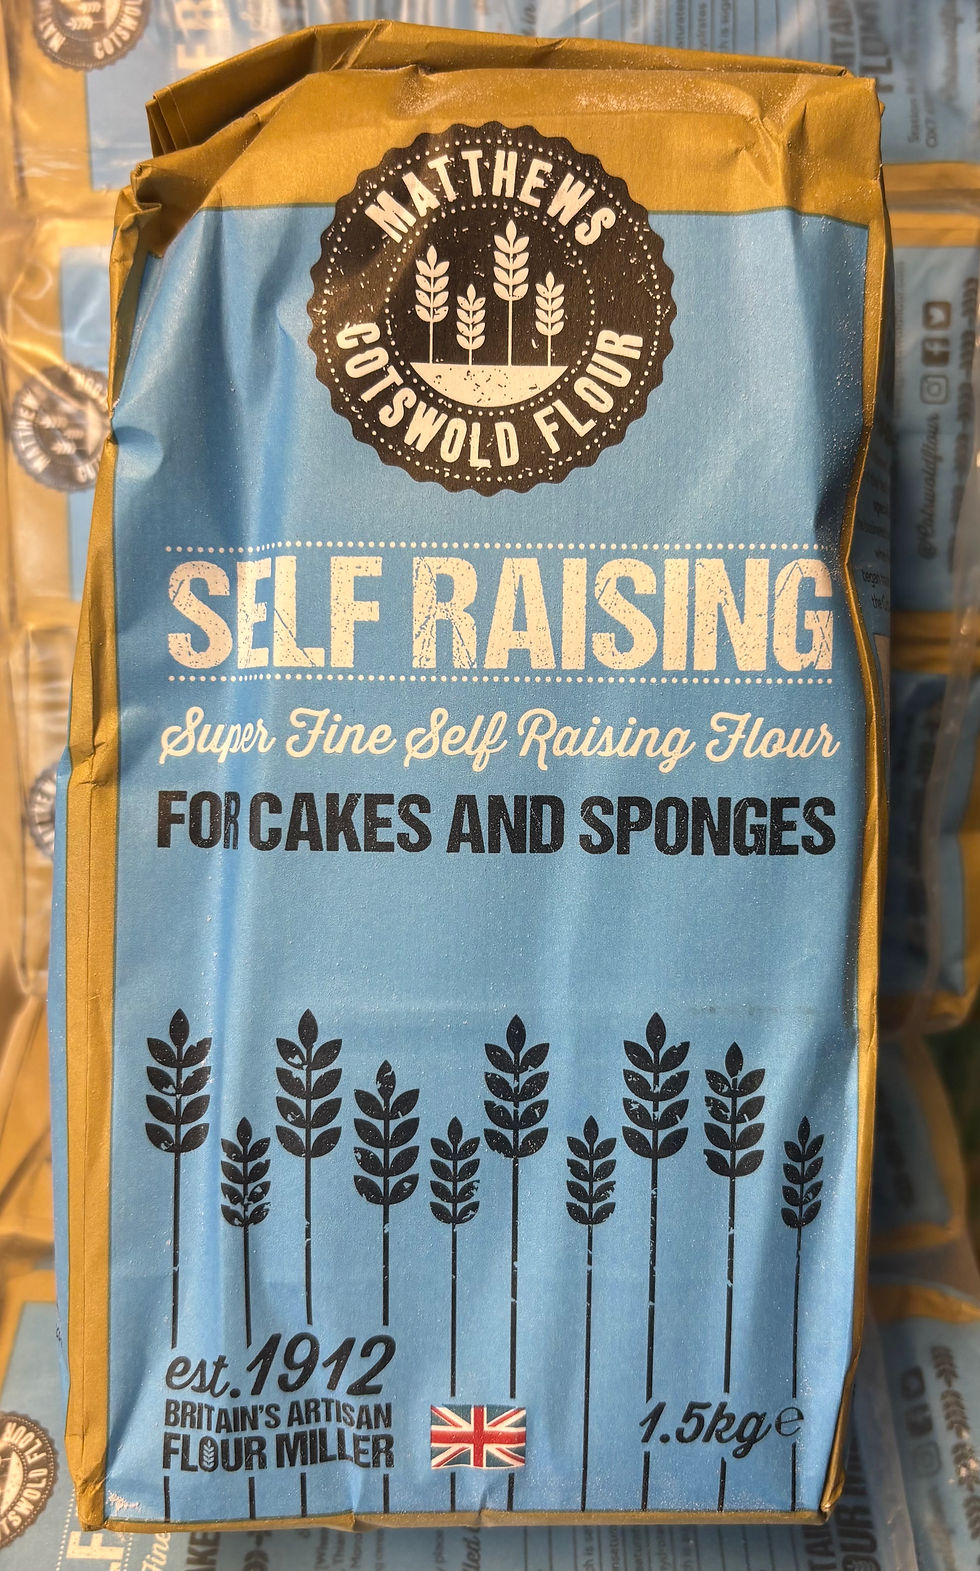 MATTHEWS
COTSWOLD FLOUR
SELF RAISING
Super Fine Self Raising Flour
FOR CAKES AND SPONGES
est. 1912
BRITAIN'S ARTISAN
FLOUR MILLER
1.5kg ℮
@cotswoldflour